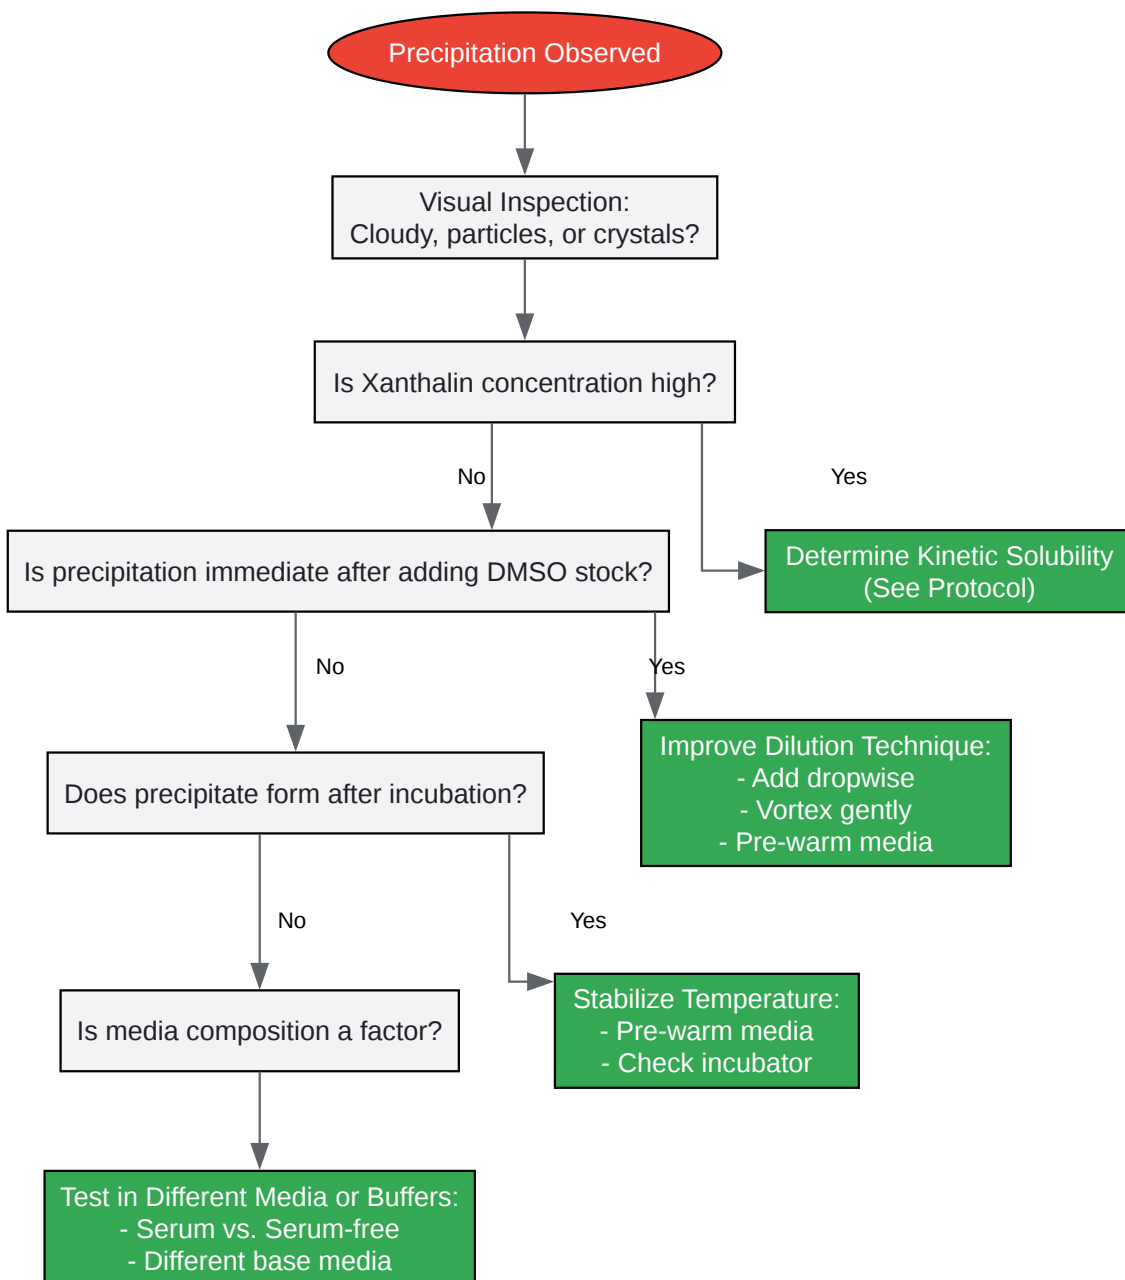 Precipitation Observed
Visual Inspection:
Cloudy, particles, or crystals?
Is Xanthalin concentration high?
No
Yes
Is precipitation immediate after adding DMSO stock?
Determine Kinetic Solubility
(See Protocol)
No
Yes
Improve Dilution Technique:
- Add dropwise
- Vortex gently
- Pre-warm media
Does precipitate form after incubation?
No
Yes
Stabilize Temperature:
- Pre-warm media
- Check incubator
Is media composition a factor?
Test in Different Media or Buffers:
- Serum vs. Serum-free
- Different base media